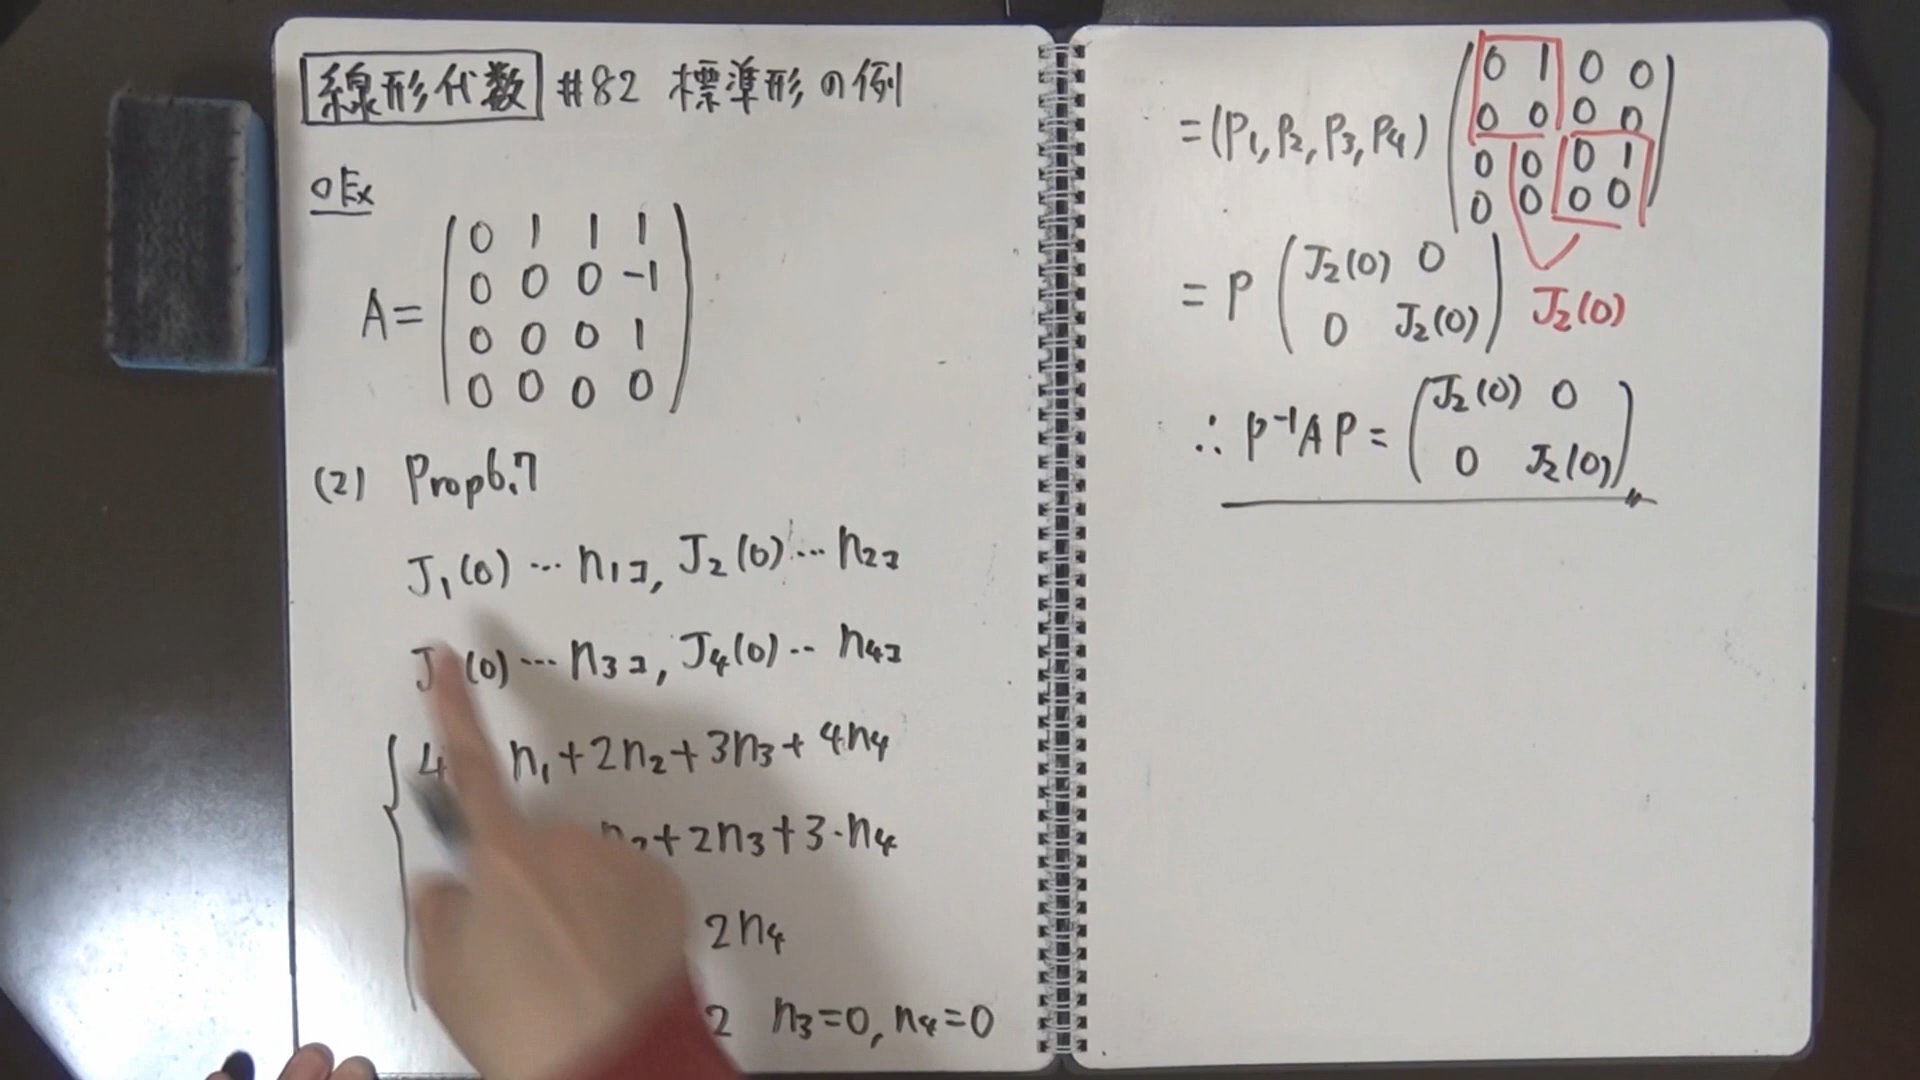 線形代数 #82 標準形の例
○Ex
A = ( 0 1 1 1
0 0 0 -1
0 0 0 1
0 0 0 0 )
(2) Prop6.7
J₁(0) … n₁コ, J₂(0) … n₂コ
J (0) … n₃コ, J₄(0) ‥ n₄コ
4 n₁+2n₂+3n₃+4n₄
n₂+2n₃+3·n₄
2n₄
2 n₃=0, n₄=0
=(P₁, P₂, P₃, P₄) ( 0 1 0 0
0 0 0 0
0 0 0 1
0 0 0 0 )
= P ( J₂(0) 0
0 J₂(0) ) J₂(0)
∴ P⁻¹AP = ( J₂(0) 0
0 J₂(0) )